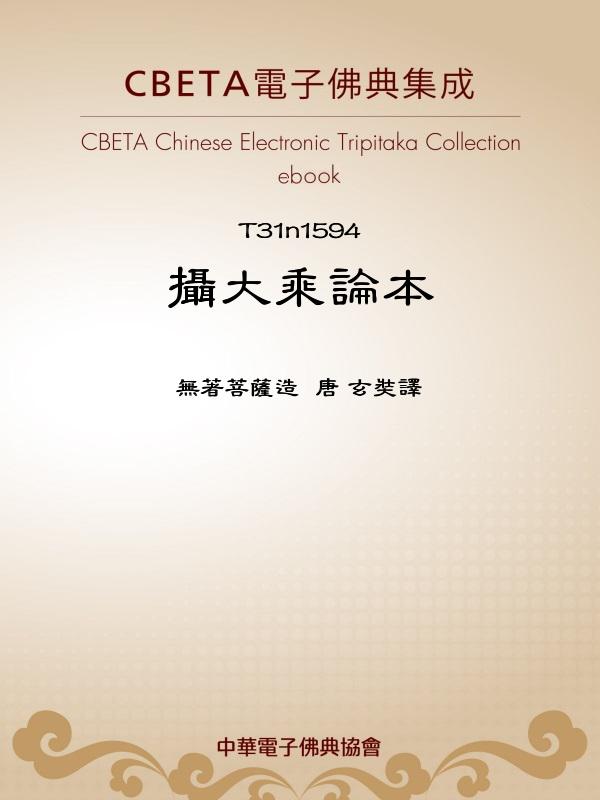 CBETA電子佛典集成
CBETA Chinese Electronic Tripitaka Collection
ebook
T31n1594
攝大乘論本
無著菩薩造 唐 玄奘譯
中華電子佛典協會